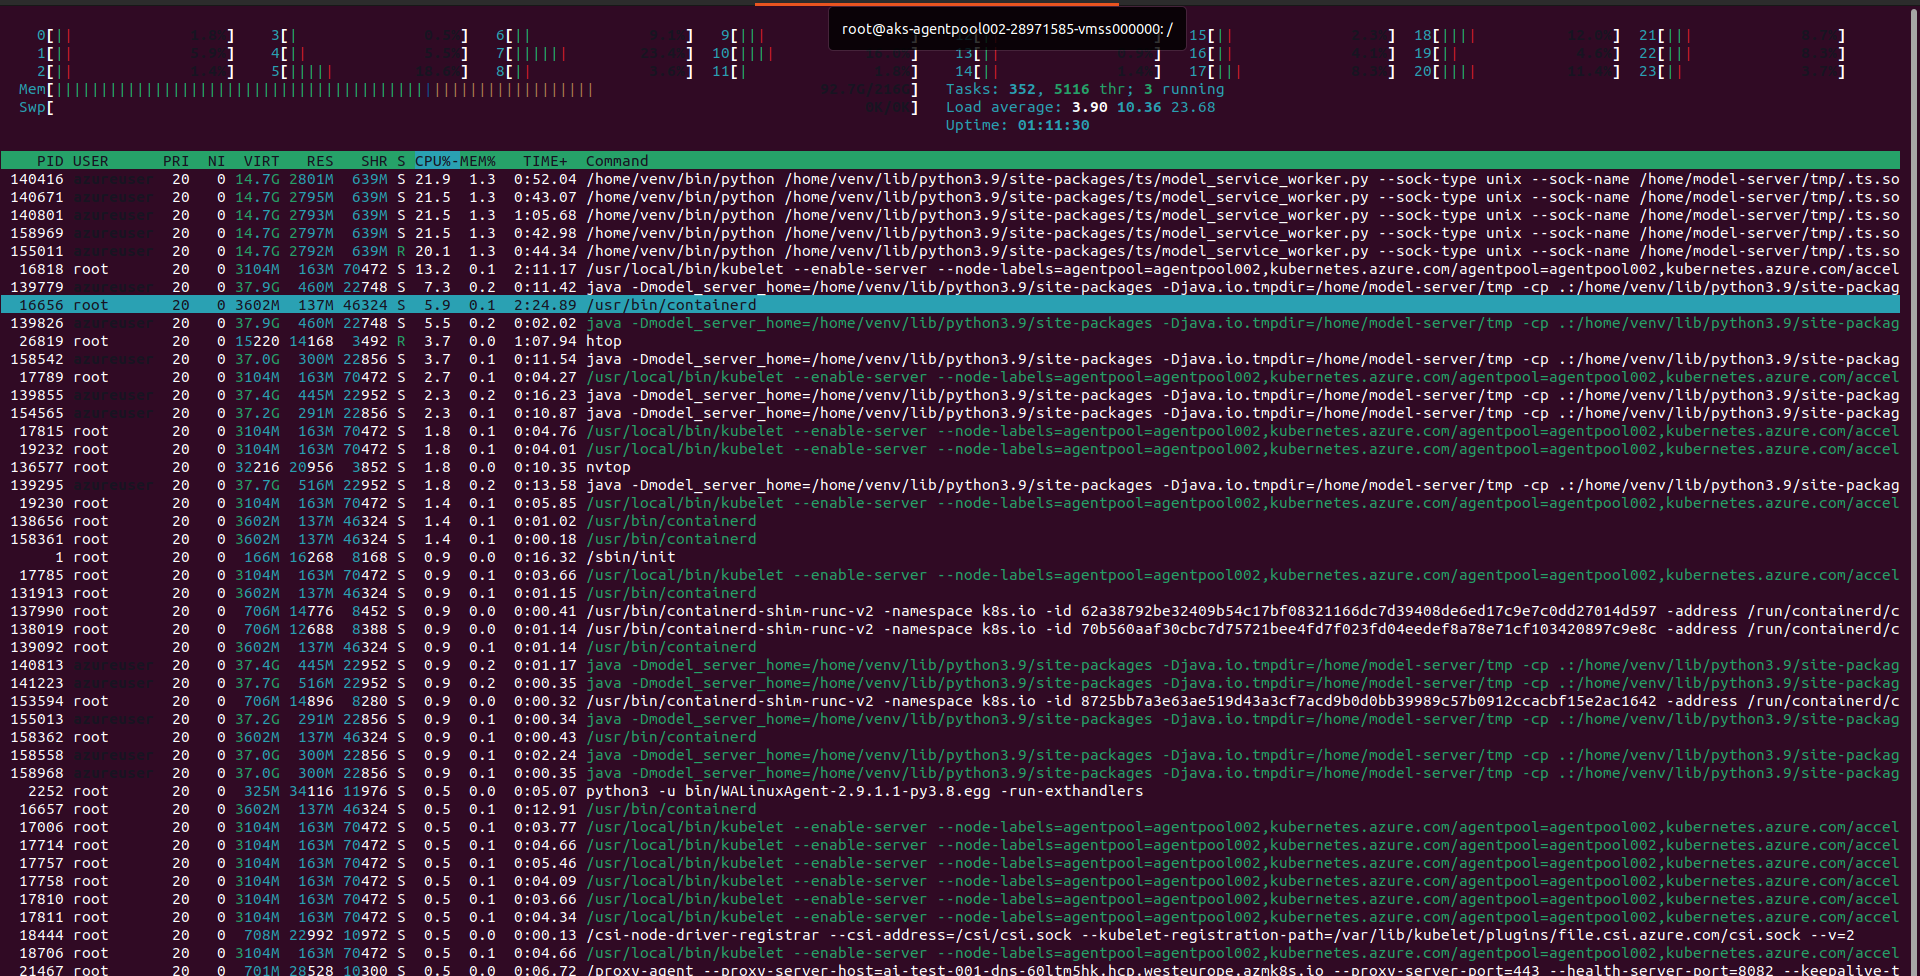 root@aks-agentpool002-28971585-vmss000000: /
0[|| ] 3[| ] 6[|| ] 9[||| ] 15[|| ] 18[|||| ] 21[||| ]
1[|| ] 4[|| ] 7[|||||| ] 10[|||| ] 13[|| ] 16[|| ] 19[|| ] 22[||| ]
2[|| ] 5[||||| ] 8[|| ] 11[| ] 14[|| ] 17[||| ] 20[|||| ] 23[|| ]
Mem[ ] Tasks: 352, 5116 thr; 3 running
Swp[ ] Load average: 3.90 10.36 23.68
Uptime: 01:11:30
PID USER PRI NI VIRT RES SHR S CPU%-MEM% TIME+ Command
140416 20 0 14.7G 2801M 639M S 21.9 1.3 0:52.04 /home/venv/bin/python /home/venv/lib/python3.9/site-packages/ts/model_service_worker.py --sock-type unix --sock-name /home/model-server/tmp/.ts.so
140671 20 0 14.7G 2795M 639M S 21.5 1.3 0:43.07 /home/venv/bin/python /home/venv/lib/python3.9/site-packages/ts/model_service_worker.py --sock-type unix --sock-name /home/model-server/tmp/.ts.so
140801 20 0 14.7G 2793M 639M S 21.5 1.3 1:05.68 /home/venv/bin/python /home/venv/lib/python3.9/site-packages/ts/model_service_worker.py --sock-type unix --sock-name /home/model-server/tmp/.ts.so
158969 20 0 14.7G 2797M 639M S 21.5 1.3 0:42.98 /home/venv/bin/python /home/venv/lib/python3.9/site-packages/ts/model_service_worker.py --sock-type unix --sock-name /home/model-server/tmp/.ts.so
155011 20 0 14.7G 2792M 639M R 20.1 1.3 0:44.34 /home/venv/bin/python /home/venv/lib/python3.9/site-packages/ts/model_service_worker.py --sock-type unix --sock-name /home/model-server/tmp/.ts.so
16818 root 20 0 3104M 163M 70472 S 13.2 0.1 2:11.17 /usr/local/bin/kubelet --enable-server --node-labels=agentpool=agentpool002,kubernetes.azure.com/agentpool=agentpool002,kubernetes.azure.com/accel
139779 20 0 37.9G 460M 22748 S 7.3 0.2 0:11.42 java -Dmodel_server_home=/home/venv/lib/python3.9/site-packages -Djava.io.tmpdir=/home/model-server/tmp -cp .:/home/venv/lib/python3.9/site-packag
16656 root 20 0 3602M 137M 46324 S 5.9 0.1 2:24.89 /usr/bin/containerd
139826 20 0 37.9G 460M 22748 S 5.5 0.2 0:02.02 java -Dmodel_server_home=/home/venv/lib/python3.9/site-packages -Djava.io.tmpdir=/home/model-server/tmp -cp .:/home/venv/lib/python3.9/site-packag
26819 root 20 0 15220 14168 3492 R 3.7 0.0 1:07.94 htop
158542 20 0 37.0G 300M 22856 S 3.7 0.1 0:11.54 java -Dmodel_server_home=/home/venv/lib/python3.9/site-packages -Djava.io.tmpdir=/home/model-server/tmp -cp .:/home/venv/lib/python3.9/site-packag
17789 root 20 0 3104M 163M 70472 S 2.7 0.1 0:04.27 /usr/local/bin/kubelet --enable-server --node-labels=agentpool=agentpool002,kubernetes.azure.com/agentpool=agentpool002,kubernetes.azure.com/accel
139855 20 0 37.4G 445M 22952 S 2.3 0.2 0:16.23 java -Dmodel_server_home=/home/venv/lib/python3.9/site-packages -Djava.io.tmpdir=/home/model-server/tmp -cp .:/home/venv/lib/python3.9/site-packag
154565 20 0 37.2G 291M 22856 S 2.3 0.1 0:10.87 java -Dmodel_server_home=/home/venv/lib/python3.9/site-packages -Djava.io.tmpdir=/home/model-server/tmp -cp .:/home/venv/lib/python3.9/site-packag
17815 root 20 0 3104M 163M 70472 S 1.8 0.1 0:04.76 /usr/local/bin/kubelet --enable-server --node-labels=agentpool=agentpool002,kubernetes.azure.com/agentpool=agentpool002,kubernetes.azure.com/accel
19232 root 20 0 3104M 163M 70472 S 1.8 0.1 0:04.01 /usr/local/bin/kubelet --enable-server --node-labels=agentpool=agentpool002,kubernetes.azure.com/agentpool=agentpool002,kubernetes.azure.com/accel
136577 root 20 0 32216 20956 3852 S 1.8 0.0 0:10.35 nvtop
139295 20 0 37.7G 516M 22952 S 1.8 0.2 0:13.58 java -Dmodel_server_home=/home/venv/lib/python3.9/site-packages -Djava.io.tmpdir=/home/model-server/tmp -cp .:/home/venv/lib/python3.9/site-packag
19230 root 20 0 3104M 163M 70472 S 1.4 0.1 0:05.85 /usr/local/bin/kubelet --enable-server --node-labels=agentpool=agentpool002,kubernetes.azure.com/agentpool=agentpool002,kubernetes.azure.com/accel
138656 root 20 0 3602M 137M 46324 S 1.4 0.1 0:01.02 /usr/bin/containerd
158361 root 20 0 3602M 137M 46324 S 1.4 0.1 0:00.18 /usr/bin/containerd
1 root 20 0 166M 16268 8168 S 0.9 0.0 0:16.32 /sbin/init
17785 root 20 0 3104M 163M 70472 S 0.9 0.1 0:03.66 /usr/local/bin/kubelet --enable-server --node-labels=agentpool=agentpool002,kubernetes.azure.com/agentpool=agentpool002,kubernetes.azure.com/accel
131913 root 20 0 3602M 137M 46324 S 0.9 0.1 0:01.15 /usr/bin/containerd
137990 root 20 0 706M 14776 8452 S 0.9 0.0 0:00.41 /usr/bin/containerd-shim-runc-v2 -namespace k8s.io -id 62a38792be32409b54c17bf08321166dc7d39408de6ed17c9e7c0dd27014d597 -address /run/containerd/c
138019 root 20 0 706M 12688 8388 S 0.9 0.0 0:01.14 /usr/bin/containerd-shim-runc-v2 -namespace k8s.io -id 70b560aaf30cbc7d75721bee4fd7f023fd04eedef8a78e71cf103420897c9e8c -address /run/containerd/c
139092 root 20 0 3602M 137M 46324 S 0.9 0.1 0:01.14 /usr/bin/containerd
140813 20 0 37.4G 445M 22952 S 0.9 0.2 0:01.17 java -Dmodel_server_home=/home/venv/lib/python3.9/site-packages -Djava.io.tmpdir=/home/model-server/tmp -cp .:/home/venv/lib/python3.9/site-packag
141223 20 0 37.7G 516M 22952 S 0.9 0.2 0:00.35 java -Dmodel_server_home=/home/venv/lib/python3.9/site-packages -Djava.io.tmpdir=/home/model-server/tmp -cp .:/home/venv/lib/python3.9/site-packag
153594 root 20 0 706M 14896 8280 S 0.9 0.0 0:00.32 /usr/bin/containerd-shim-runc-v2 -namespace k8s.io -id 8725bb7a3e63ae519d43a3cf7acd9b0d0bb39989c57b0912ccacbf15e2ac1642 -address /run/containerd/c
155013 20 0 37.2G 291M 22856 S 0.9 0.1 0:00.34 java -Dmodel_server_home=/home/venv/lib/python3.9/site-packages -Djava.io.tmpdir=/home/model-server/tmp -cp .:/home/venv/lib/python3.9/site-packag
158362 root 20 0 3602M 137M 46324 S 0.9 0.1 0:00.43 /usr/bin/containerd
158558 20 0 37.0G 300M 22856 S 0.9 0.1 0:02.24 java -Dmodel_server_home=/home/venv/lib/python3.9/site-packages -Djava.io.tmpdir=/home/model-server/tmp -cp .:/home/venv/lib/python3.9/site-packag
158968 20 0 37.0G 300M 22856 S 0.9 0.1 0:00.35 java -Dmodel_server_home=/home/venv/lib/python3.9/site-packages -Djava.io.tmpdir=/home/model-server/tmp -cp .:/home/venv/lib/python3.9/site-packag
2252 root 20 0 325M 34116 11976 S 0.5 0.0 0:05.07 python3 -u bin/WALinuxAgent-2.9.1.1-py3.8.egg -run-exthandlers
16657 root 20 0 3602M 137M 46324 S 0.5 0.1 0:12.91 /usr/bin/containerd
17006 root 20 0 3104M 163M 70472 S 0.5 0.1 0:03.77 /usr/local/bin/kubelet --enable-server --node-labels=agentpool=agentpool002,kubernetes.azure.com/agentpool=agentpool002,kubernetes.azure.com/accel
17714 root 20 0 3104M 163M 70472 S 0.5 0.1 0:04.66 /usr/local/bin/kubelet --enable-server --node-labels=agentpool=agentpool002,kubernetes.azure.com/agentpool=agentpool002,kubernetes.azure.com/accel
17757 root 20 0 3104M 163M 70472 S 0.5 0.1 0:05.46 /usr/local/bin/kubelet --enable-server --node-labels=agentpool=agentpool002,kubernetes.azure.com/agentpool=agentpool002,kubernetes.azure.com/accel
17758 root 20 0 3104M 163M 70472 S 0.5 0.1 0:04.09 /usr/local/bin/kubelet --enable-server --node-labels=agentpool=agentpool002,kubernetes.azure.com/agentpool=agentpool002,kubernetes.azure.com/accel
17810 root 20 0 3104M 163M 70472 S 0.5 0.1 0:03.66 /usr/local/bin/kubelet --enable-server --node-labels=agentpool=agentpool002,kubernetes.azure.com/agentpool=agentpool002,kubernetes.azure.com/accel
17811 root 20 0 3104M 163M 70472 S 0.5 0.1 0:04.34 /usr/local/bin/kubelet --enable-server --node-labels=agentpool=agentpool002,kubernetes.azure.com/agentpool=agentpool002,kubernetes.azure.com/accel
18444 root 20 0 708M 22992 10972 S 0.5 0.0 0:00.13 /csi-node-driver-registrar --csi-address=/csi/csi.sock --kubelet-registration-path=/var/lib/kubelet/plugins/file.csi.azure.com/csi.sock --v=2
18706 root 20 0 3104M 163M 70472 S 0.5 0.1 0:04.66 /usr/local/bin/kubelet --enable-server --node-labels=agentpool=agentpool002,kubernetes.azure.com/agentpool=agentpool002,kubernetes.azure.com/accel
21467 root 20 0 701M 28528 10300 S 0.5 0.0 0:06.72 /proxy-agent --proxy-server-host=ai-test-001-dns-60ltm5hk.hcp.westeurope.azmk8s.io --proxy-server-port=443 --health-server-port=8082 --keepalive-t